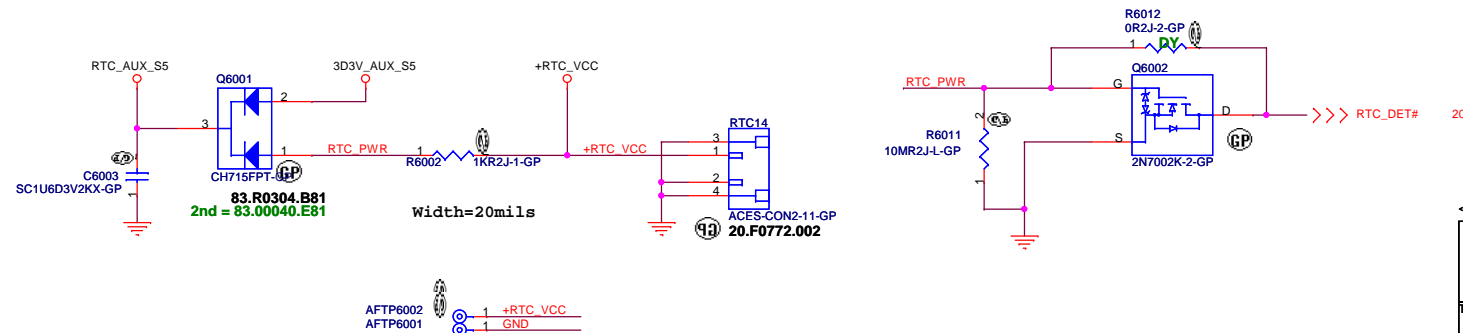 RTC_AUX_S5
3D3V_AUX_S5
+RTC_VCC
Q6001
2
3
1
RTC_PWR
1
R6002
1KR2J-1-GP
+RTC_VCC
C6003
SC1U6D3V2KX-GP
1
CH715FPT-GP
GP
83.R0304.B81
2nd = 83.00040.E81
Width=20mils
RTC14
3
1
2
4
ACES-CON2-11-GP
20.F0772.002
GP
AFTP6002
1
+RTC_VCC
AFTP6001
1
GND
R6012
0R2J-2-GP
1
DY
Q6002
RTC_PWR
G
D
S
2
R6011
10MR2J-L-GP
1
2N7002K-2-GP
GP
RTC_DET#
20